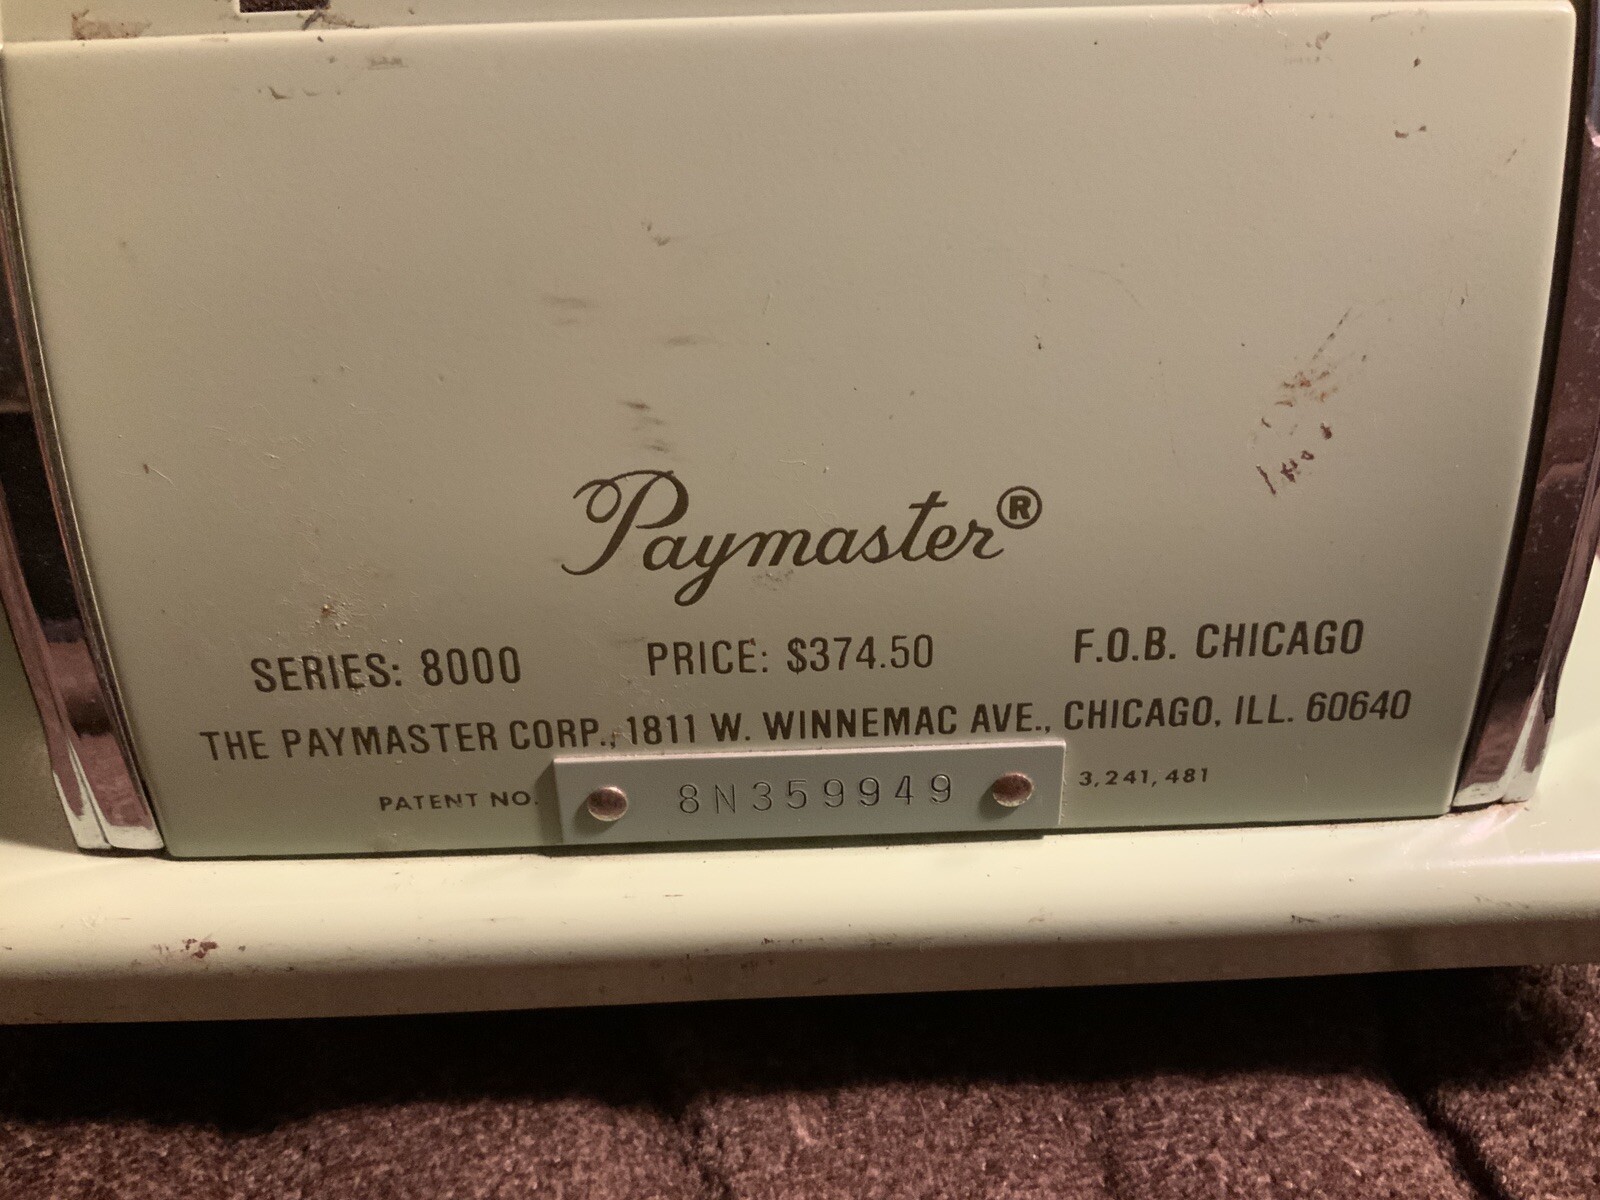 Paymaster®
SERIES: 8000 PRICE: $374.50 F.O.B. CHICAGO
THE PAYMASTER CORP., 1811 W. WINNEMAC AVE., CHICAGO, ILL. 60640
PATENT NO. 8N359949 3,241,481